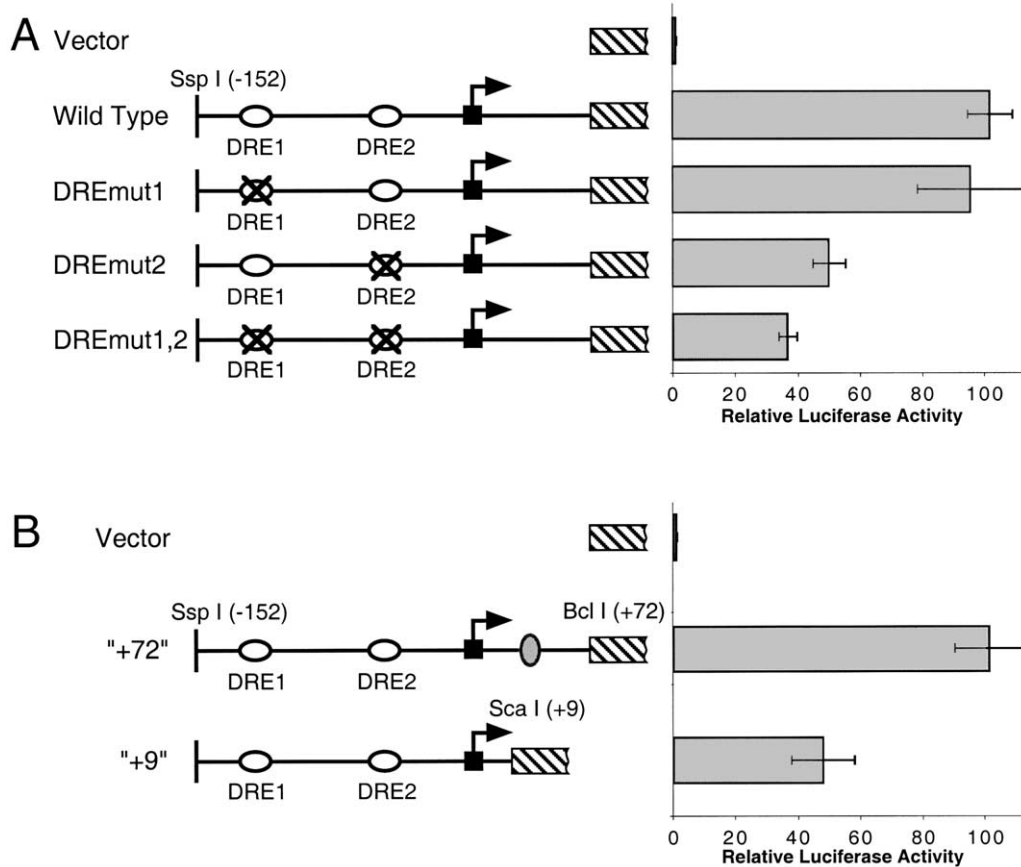 A
Vector
Ssp I (-152)
Wild Type
DRE1 DRE2
DREmut1
DRE1 DRE2
DREmut2
DRE1 DRE2
DREmut1,2
DRE1 DRE2
0 20 40 60 80 100
Relative Luciferase Activity
B
Vector
Ssp I (-152) Bcl I (+72)
"+72"
DRE1 DRE2
Sca I (+9)
"+9"
DRE1 DRE2
0 20 40 60 80 100
Relative Luciferase Activity